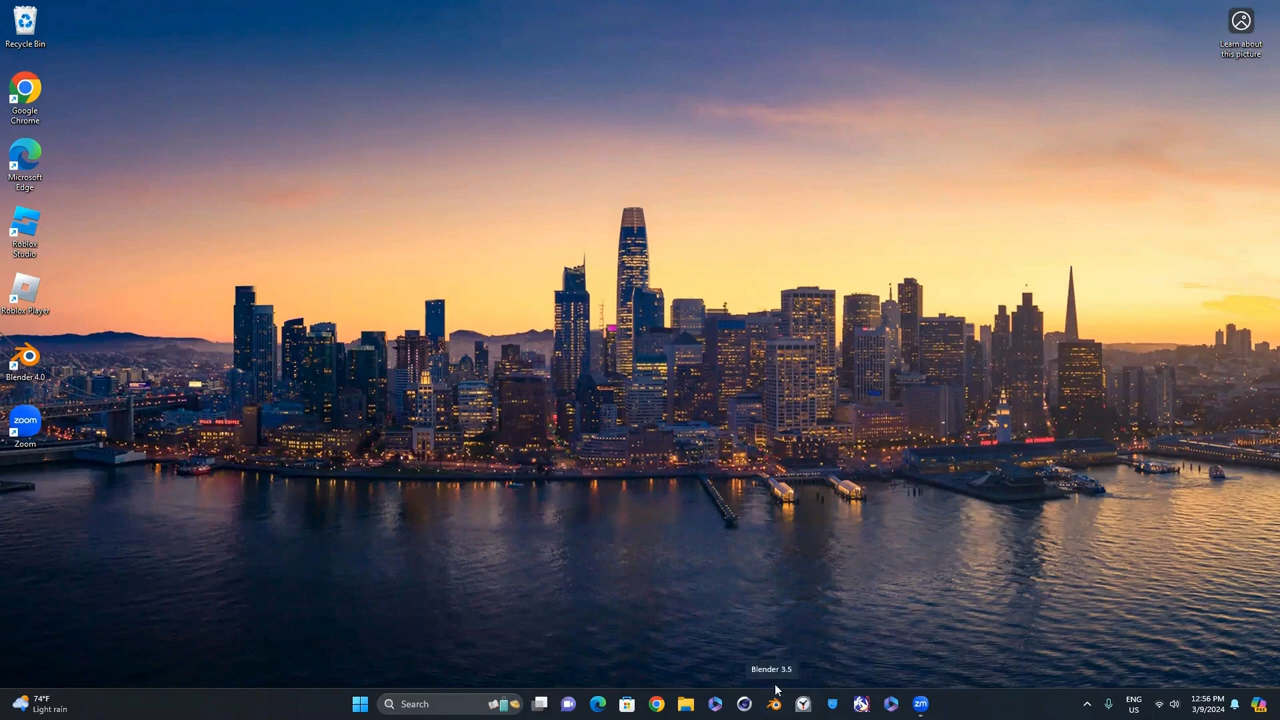 Recycle Bin
Learn about
this picture
Google
Chrome
Microsoft
Edge
Roblox
Studio
Roblox Player
Blender 4.0
zoom
Zoom
Blender 3.5
74°F
Light rain
Search
zm
ENG
US
12:56 PM
3/9/2024